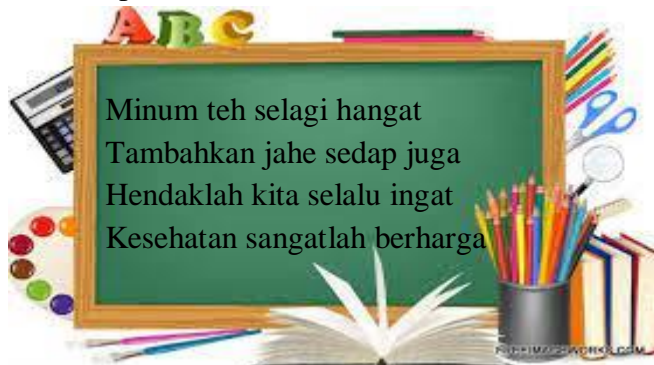 ABC
Minum teh selagi hangat
Tambahkan jahe sedap juga
Hendaklah kita selalu ingat
Kesehatan sangatlah berharga